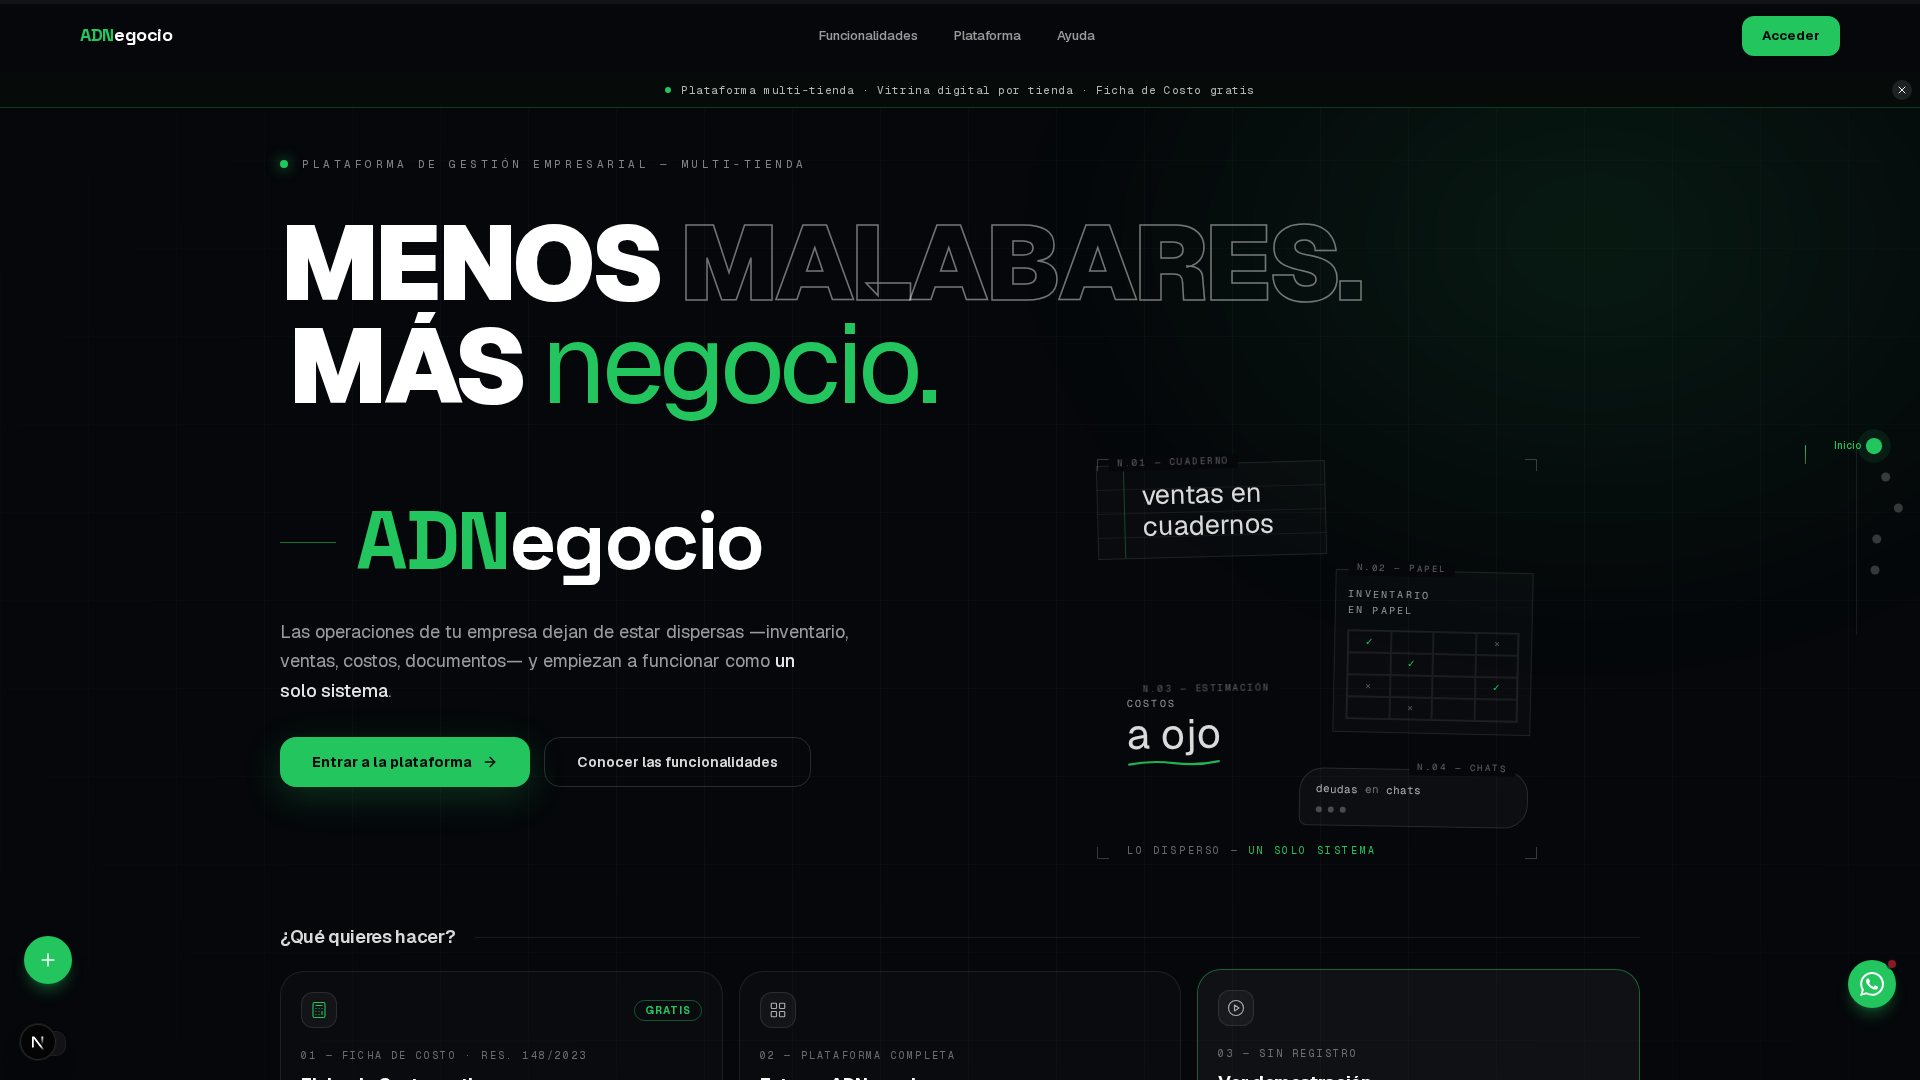 ADNegocio
Funcionalidades
Plataforma
Ayuda
Acceder
Plataforma multi-tienda · Vitrina digital por tienda · Ficha de Costo gratis
PLATAFORMA DE GESTIÓN EMPRESARIAL — MULTI-TIENDA
MENOS MALABARES.
MÁS negocio.
Inicio
N.01 — CUADERNO
ventas en
cuadernos
ADNegocio
N.02 — PAPEL
INVENTARIO
EN PAPEL
Las operaciones de tu empresa dejan de estar dispersas —inventario,
ventas, costos, documentos— y empiezan a funcionar como un
solo sistema.
N.03 — ESTIMACIÓN
COSTOS
a ojo
Entrar a la plataforma
Conocer las funcionalidades
N.04 — CHATS
deudas en chats
LO DISPERSO — UN SOLO SISTEMA
¿Qué quieres hacer?
GRATIS
01 — FICHA DE COSTO · RES. 148/2023
02 — PLATAFORMA COMPLETA
03 — SIN REGISTRO